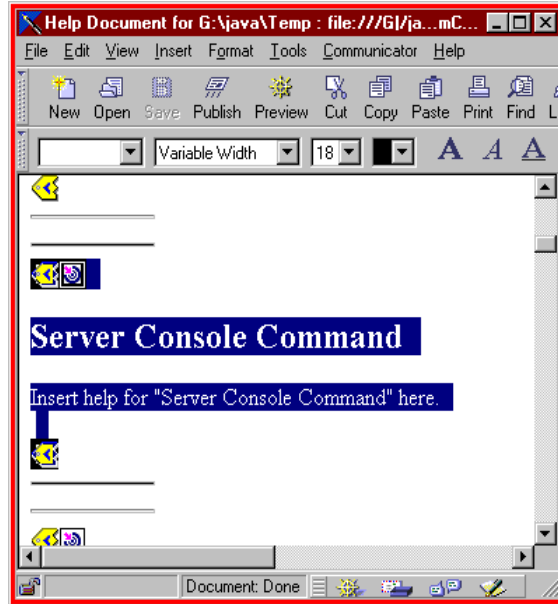 Help Document for G:\java\Temp : file:///G|/ja...mC...
File Edit View Insert Format Tools Communicator Help
New Open Save Publish Preview Cut Copy Paste Print Find L
Variable Width 18 A A A
Server Console Command
Insert help for "Server Console Command" here.
Document: Done